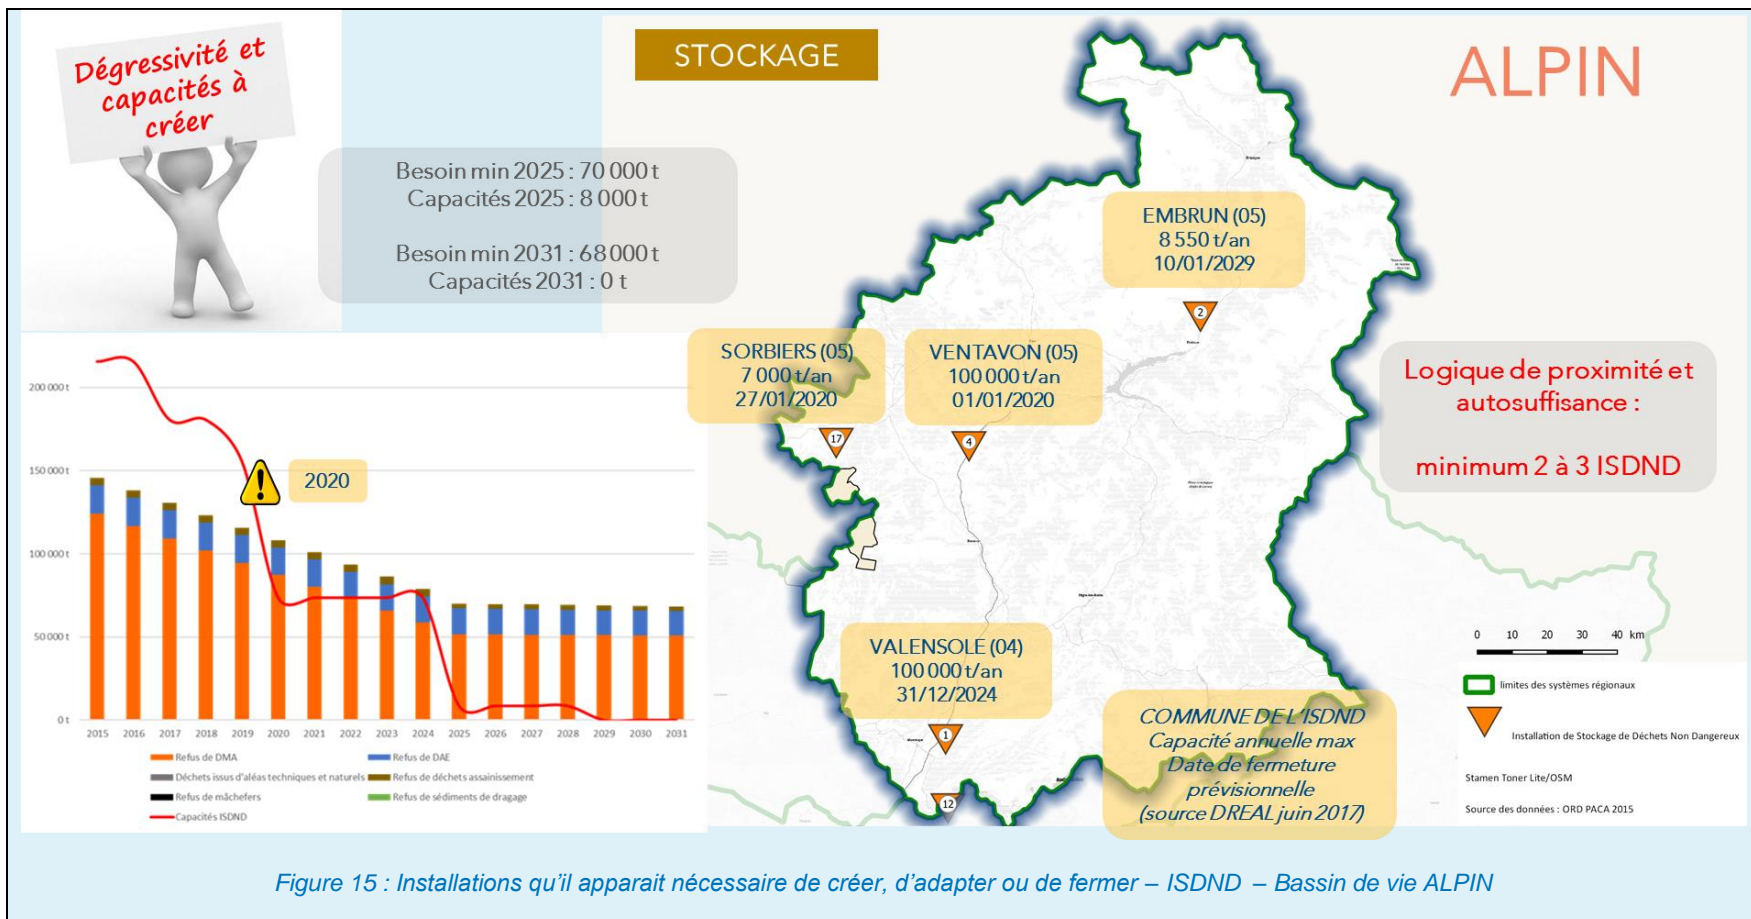 Dégressivité et
capacités à
créer
STOCKAGE
ALPIN
Besoin min 2025 : 70 000 t
Capacités 2025 : 8 000 t
Besoin min 2031 : 68 000 t
Capacités 2031 : 0 t
EMBRUN (05)
8 550 t/an
10/01/2029
2
SORBIERS (05)
7 000 t/an
27/01/2020
17
VENTAVON (05)
100 000 t/an
01/01/2020
4
Logique de proximité et
autosuffisance :
minimum 2 à 3 ISDND
200 000 t
150 000 t
100 000 t
50 000 t
0 t
2020
2015 2016 2017 2018 2019 2020 2021 2022 2023 2024 2025 2026 2027 2028 2029 2030 2031
Refus de DMA
Refus de DAE
Déchets issus d'aléas techniques et naturels
Refus de déchets assainissement
Refus de mâchefers
Refus de sédiments de dragage
Capacités ISDND
VALENSOLE (04)
100 000 t/an
31/12/2024
1
12
COMMUNE DE L'ISDND
Capacité annuelle max
Date de fermeture
prévisionnelle
(source DREAL juin 2017)
0 10 20 30 40 km
limites des systèmes régionaux
Installation de Stockage de Déchets Non Dangereux
Stamen Toner Lite/OSM
Source des données : ORD PACA 2015
Figure 15 : Installations qu'il apparait nécessaire de créer, d'adapter ou de fermer – ISDND – Bassin de vie ALPIN